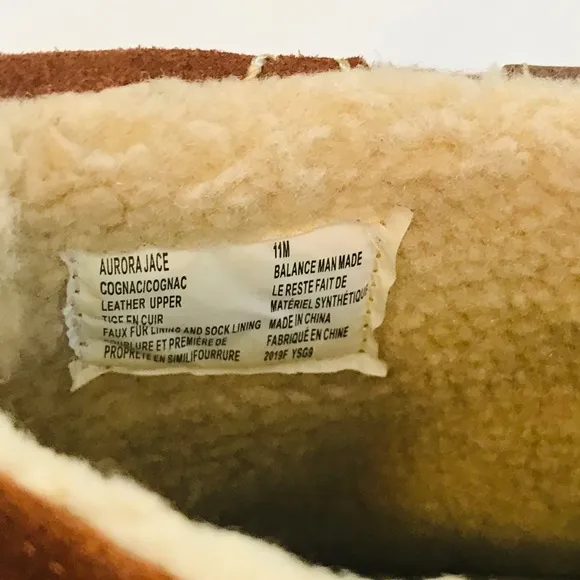 AURORA JACE
COGNAC/COGNAC
LEATHER UPPER
TIGE EN CUIR
FAUX FUR LINING AND SOCK LINING
ET PREMIÈRE DE
PROPRETÉ EN SIMILIFOURRURE
11M
BALANCE MAN MADE
LE RESTE FAIT DE
MATÉRIEL SYNTHÉTIQUE
MADE IN CHINA
FABRIQUÉ EN CHINE
2019F YSG9